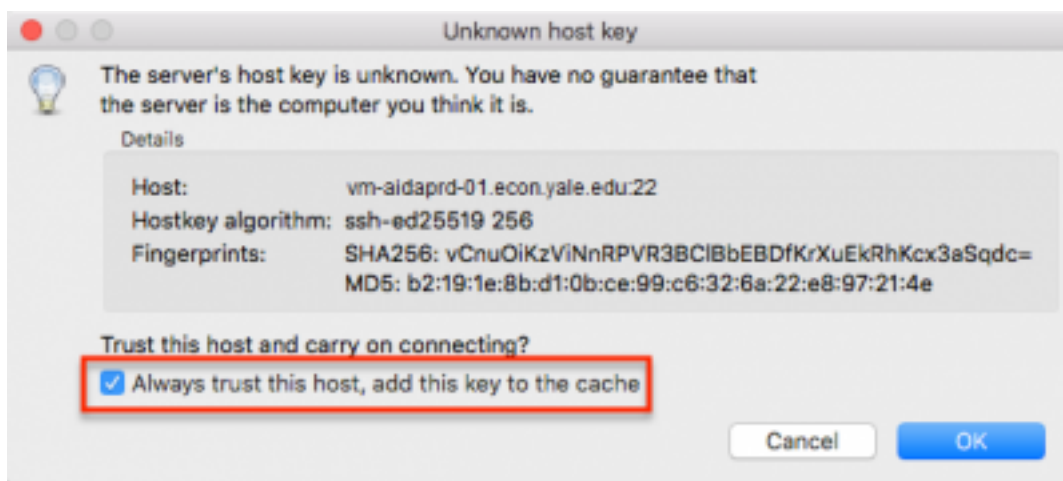 Unknown host key
The server's host key is unknown. You have no guarantee that
the server is the computer you think it is.
Details
Host: vm-aidaprd-01.econ.yale.edu:22
Hostkey algorithm: ssh-ed25519 256
Fingerprints: SHA256: vCnuOiKzViNnRPVR3BClBbEBDfKrXuEkRhKcx3aSqdc=
MD5: b2:19:1e:8b:d1:0b:ce:99:c6:32:6a:22:e8:97:21:4e
Trust this host and carry on connecting?
Always trust this host, add this key to the cache
Cancel OK